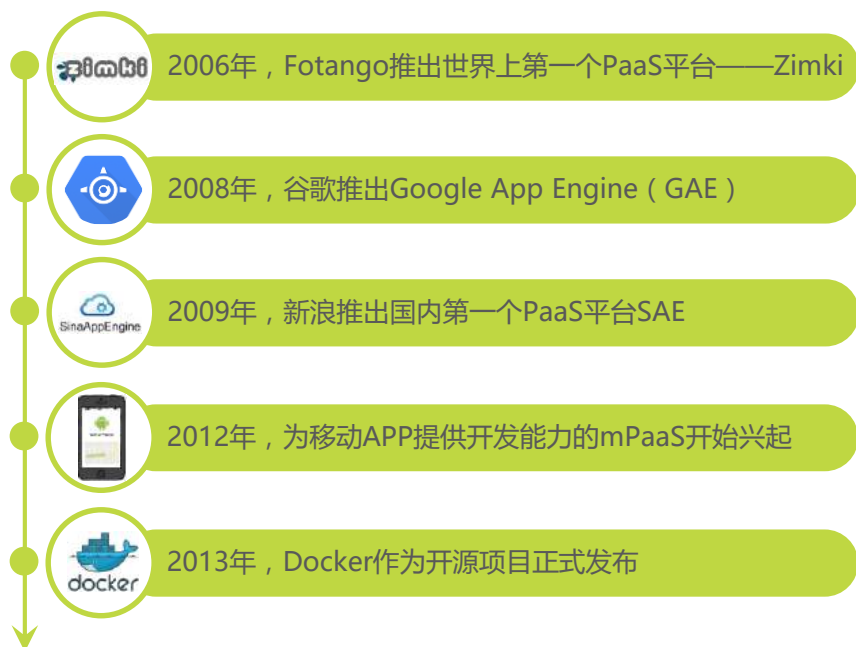 zimki
2006年，Fotango推出世界上第一个PaaS平台——Zimki
2008年，谷歌推出Google App Engine（GAE）
SinaAppEngine
2009年，新浪推出国内第一个PaaS平台SAE
2012年，为移动APP提供开发能力的mPaaS开始兴起
docker
2013年，Docker作为开源项目正式发布